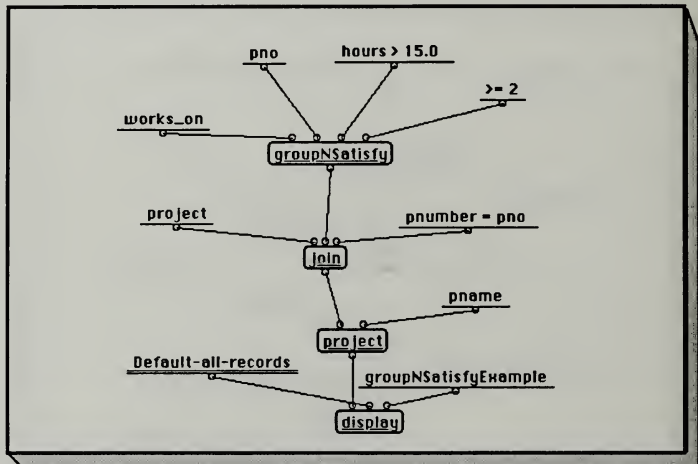 pno
hours > 15.0
>= 2
works_on
groupNSatisfy
project
pnumber = pno
join
pname
project
Default-all-records
groupNSatisfyExample
display